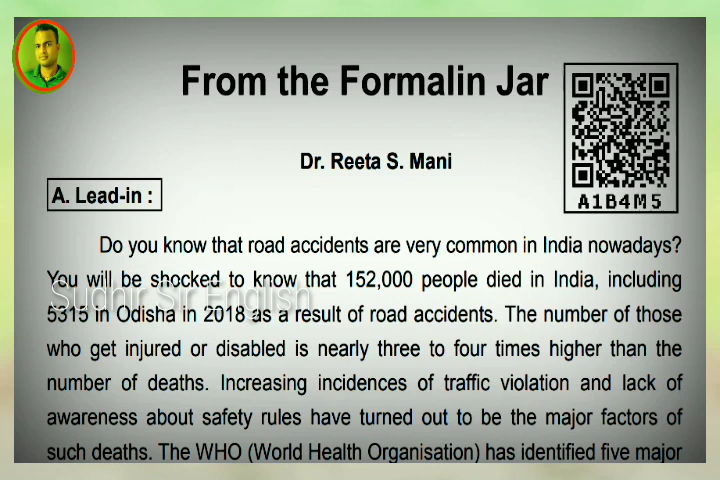 From the Formalin Jar
A1B4M5
Dr. Reeta S. Mani
A. Lead-in :
Do you know that road accidents are very common in India nowadays?
You will be shocked to know that 152,000 people died in India, including
Sudhir Sir English
5315 in Odisha in 2018 as a result of road accidents. The number of those
who get injured or disabled is nearly three to four times higher than the
number of deaths. Increasing incidences of traffic violation and lack of
awareness about safety rules have turned out to be the major factors of
such deaths. The WHO (World Health Organisation) has identified five major